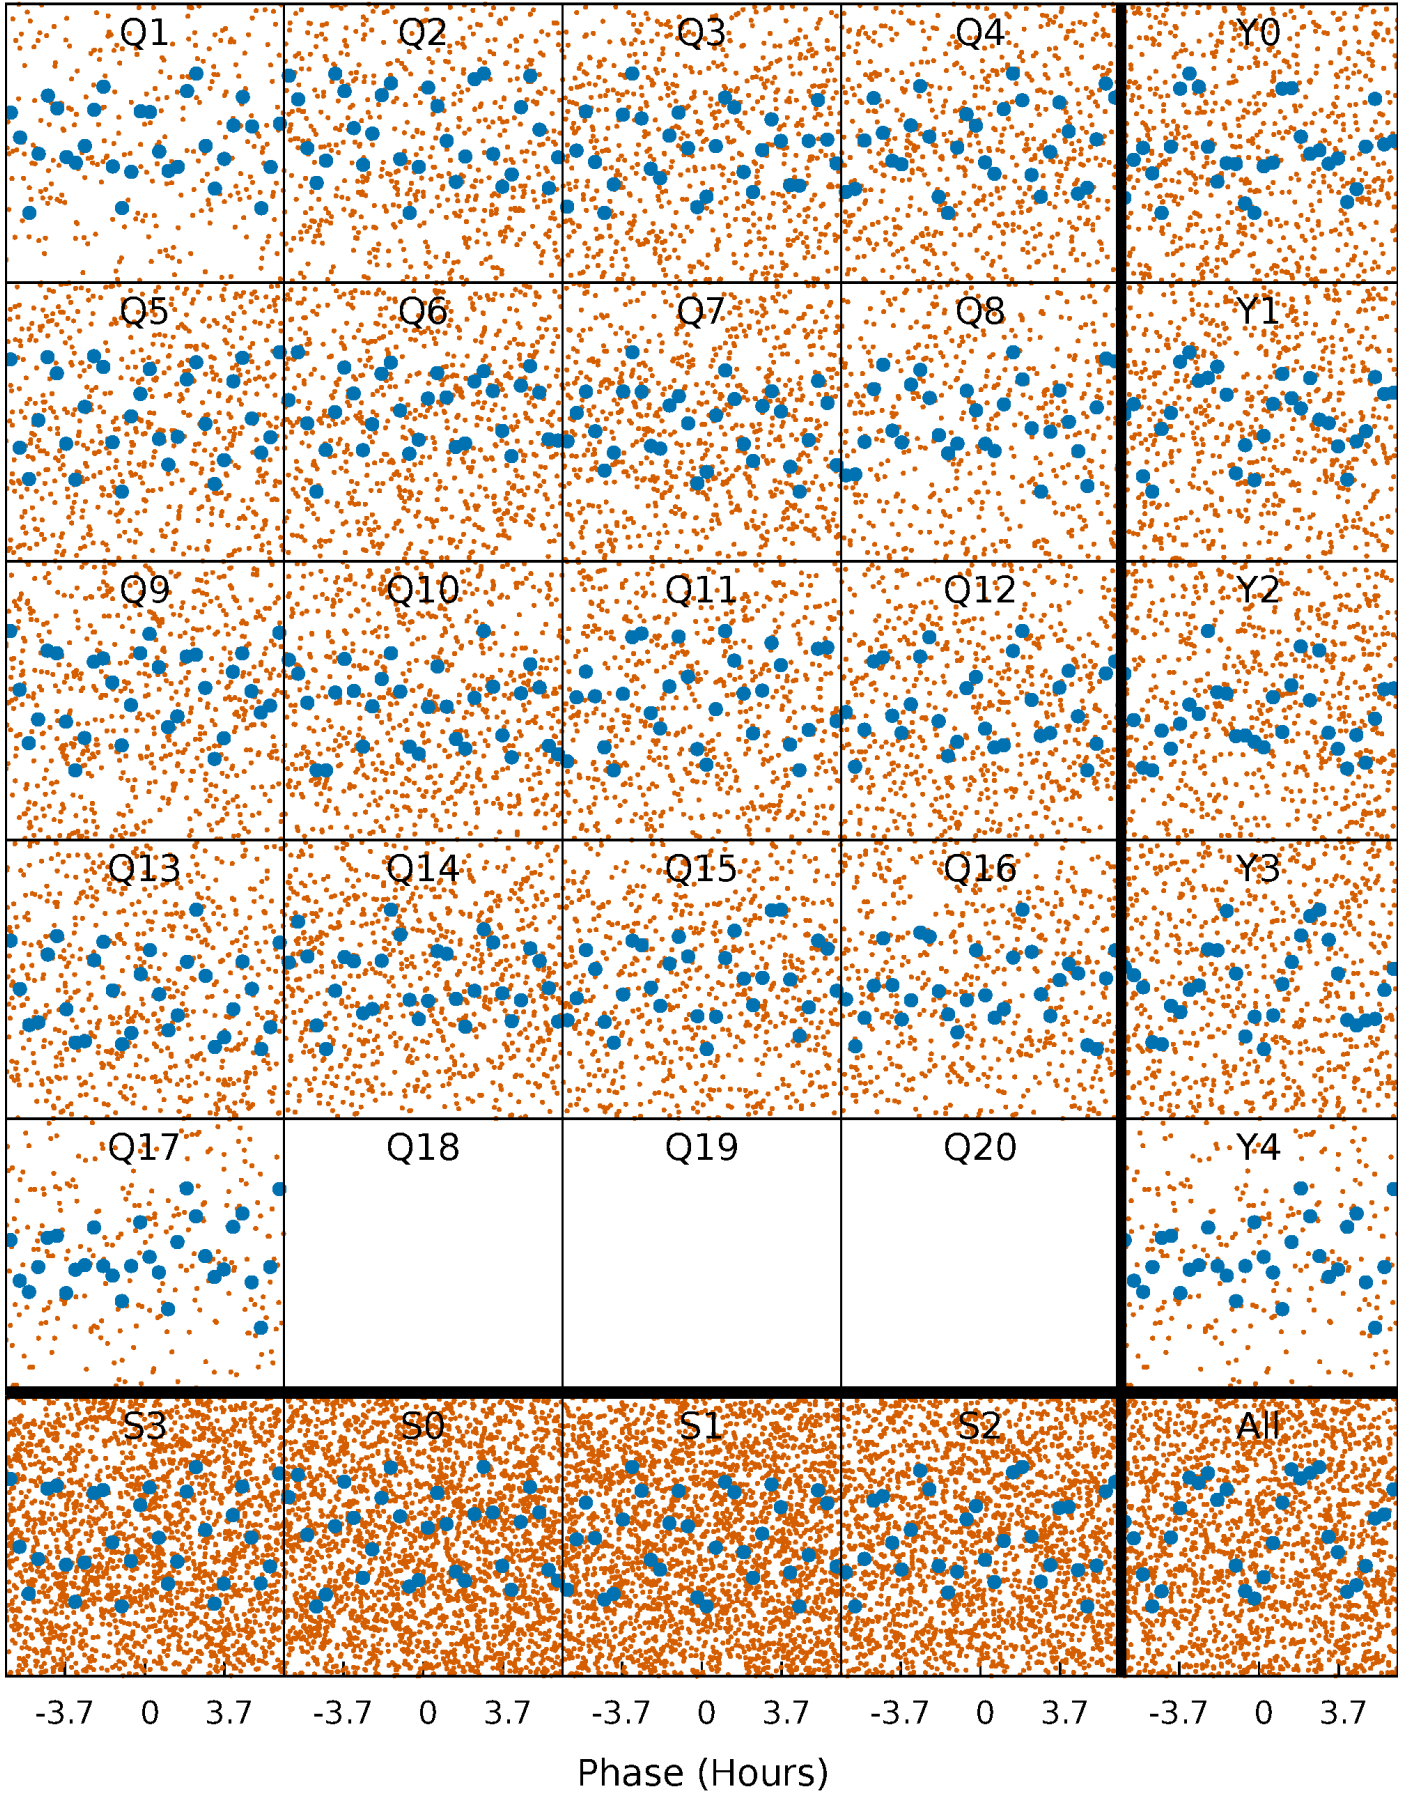 Q1 Q2 Q3 Q4 Y0
Q5 Q6 Q7 Q8 Y1
Q9 Q10 Q11 Q12 Y2
Q13 Q14 Q15 Q16 Y3
Q17 Q18 Q19 Q20 Y4
S3 S0 S1 S2 All
-3.7 0 3.7 -3.7 0 3.7 -3.7 0 3.7 -3.7 0 3.7 -3.7 0 3.7
Phase (Hours)